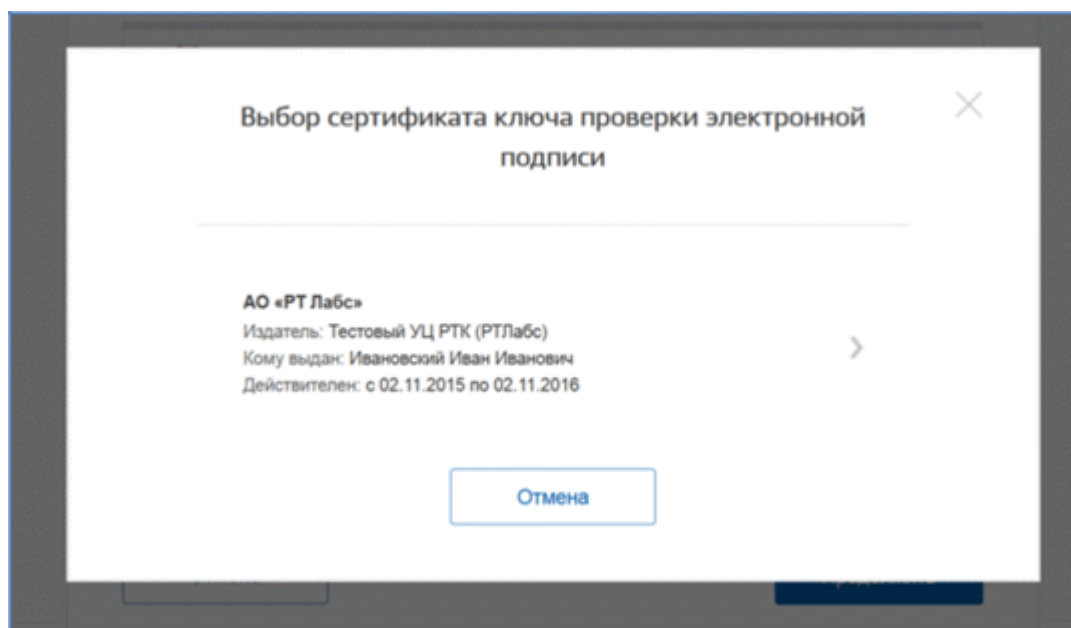 Выбор сертификата ключа проверки электронной
подписи
АО «РТ Лабс»
Издатель: Тестовый УЦ РТК (РТЛабс)
Кому выдан: Ивановский Иван Иванович
Действителен: с 02.11.2015 по 02.11.2016
Отмена